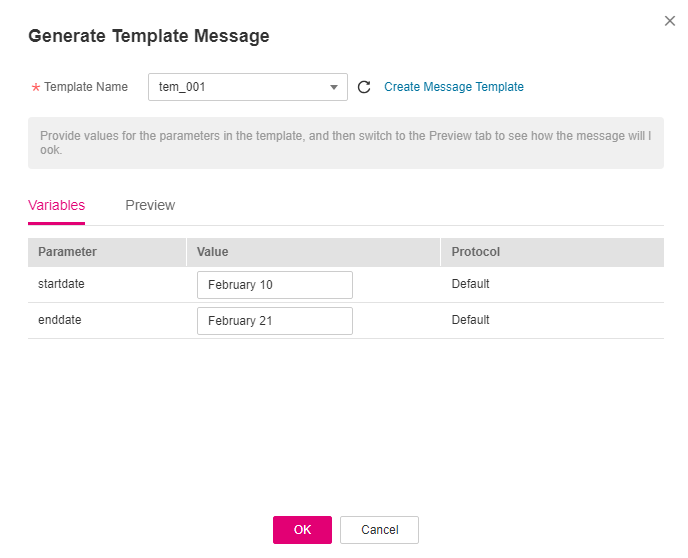 Generate Template Message
* Template Name tem_001 Create Message Template
Provide values for the parameters in the template, and then switch to the Preview tab to see how the message will l
ook.
Variables Preview
Parameter Value Protocol
startdate February 10 Default
enddate February 21 Default
OK Cancel